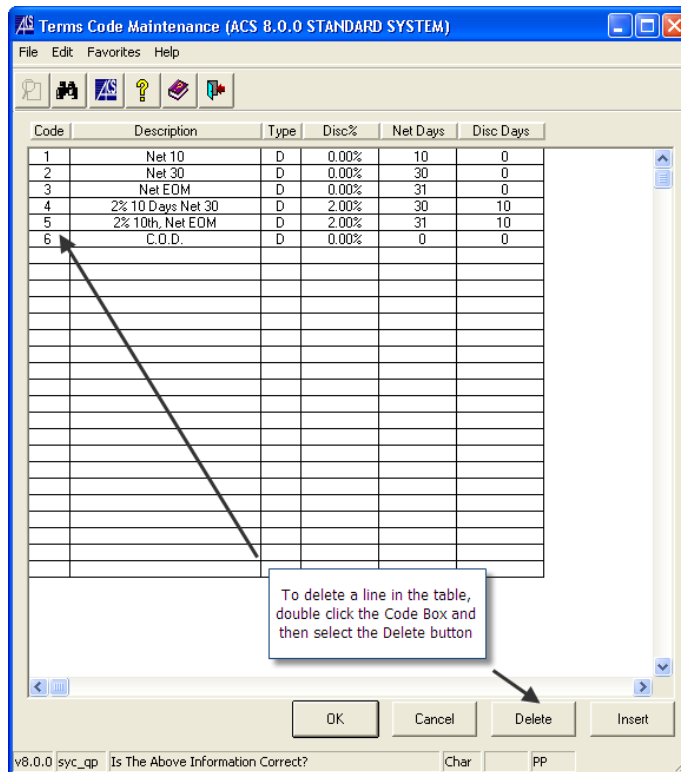 Terms Code Maintenance (ACS 8.0.0 STANDARD SYSTEM)
File Edit Favorites Help
Code Description Type Disc% Net Days Disc Days
1 Net 10 D 0.00% 10 0
2 Net 30 D 0.00% 30 0
3 Net EOM D 0.00% 31 0
4 2% 10 Days Net 30 D 2.00% 30 10
5 2% 10th, Net EOM D 2.00% 31 10
6 C.O.D. D 0.00% 0 0
To delete a line in the table,
double click the Code Box and
then select the Delete button
OK Cancel Delete Insert
v8.0.0 syc_qp Is The Above Information Correct? Char PP